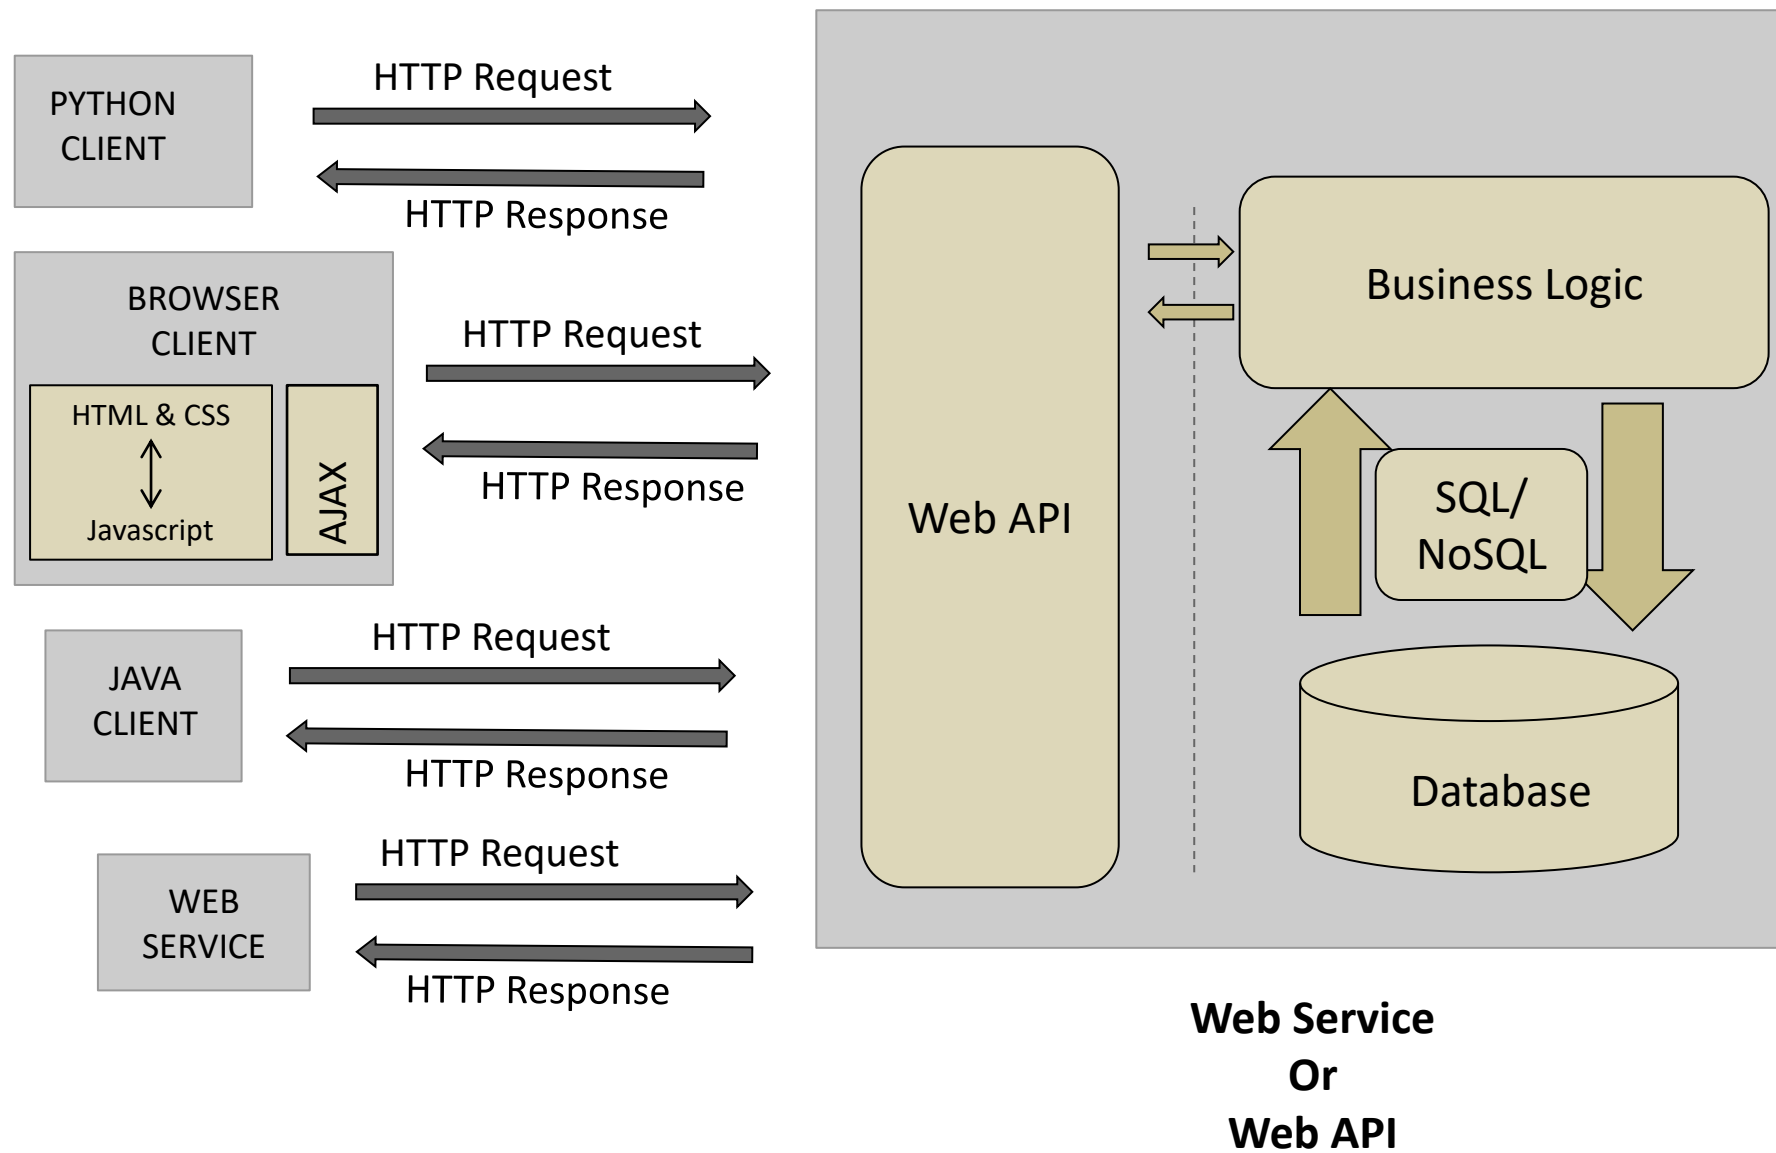 PYTHON
CLIENT
HTTP Request
HTTP Response
BROWSER
CLIENT
HTML & CSS
Javascript
AJAX
HTTP Request
HTTP Response
JAVA
CLIENT
HTTP Request
HTTP Response
WEB
SERVICE
HTTP Request
HTTP Response
Web API
Business Logic
SQL/
NoSQL
Database
Web Service
Or
Web API